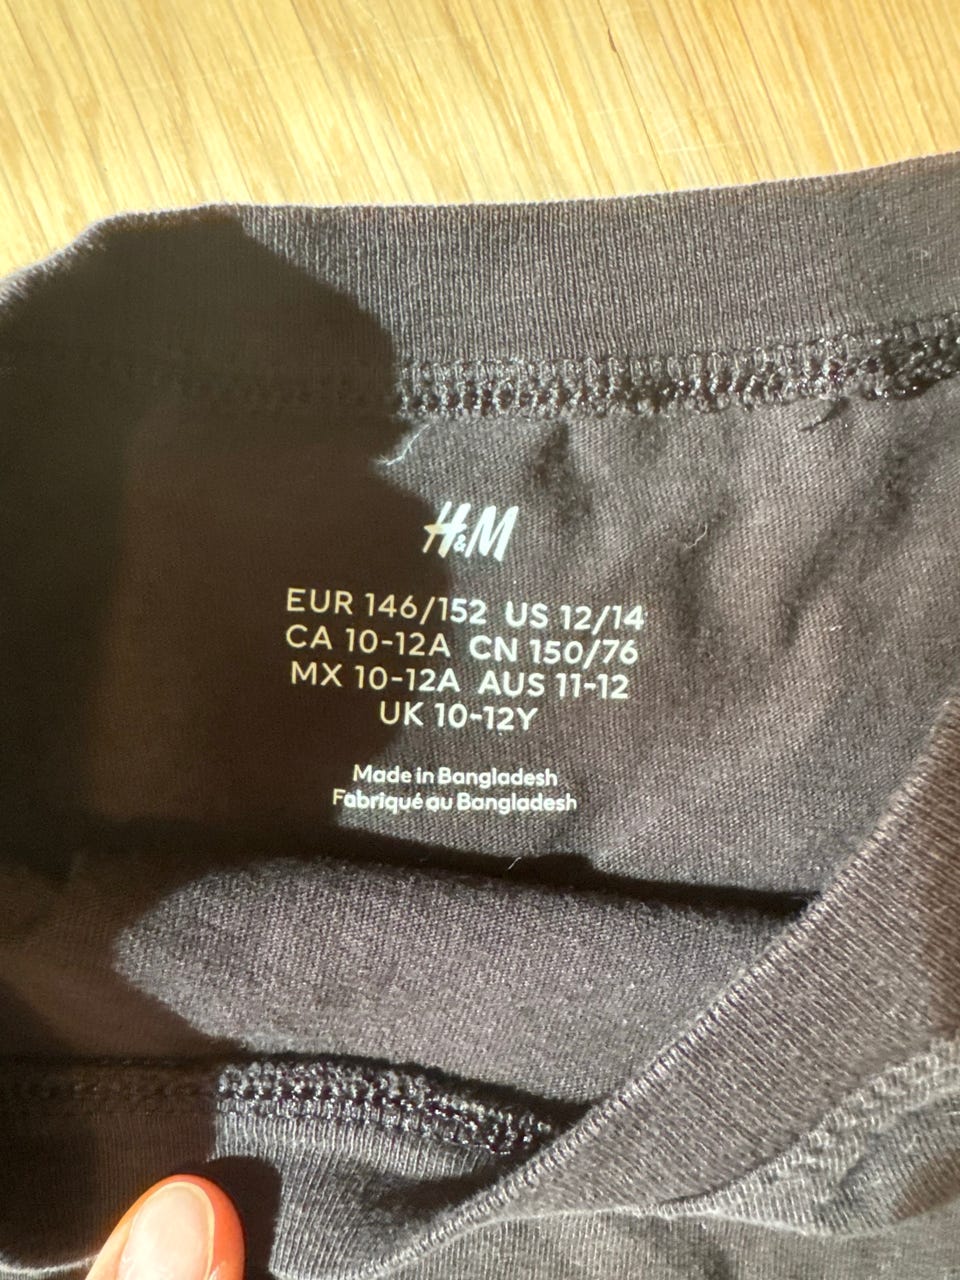 H&M
EUR 146/152 US 12/14
CA 10-12A CN 150/76
MX 10-12A AUS 11-12
UK 10-12Y
Made in Bangladesh
Fabriqué au Bangladesh